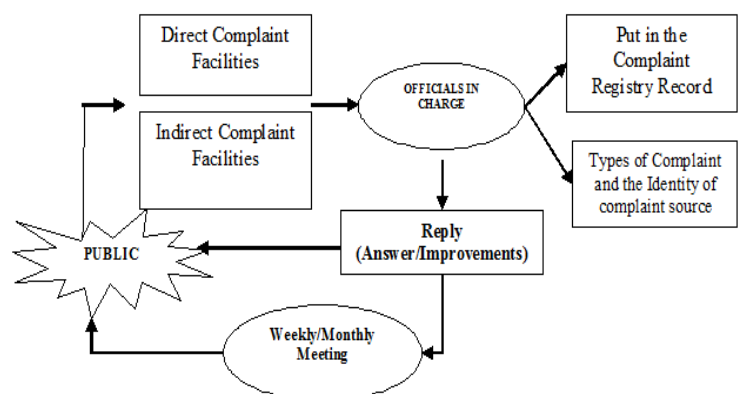 Direct Complaint
Facilities
Indirect Complaint
Facilities
OFFICIALS IN
CHARGE
Put in the
Complaint
Registry Record
Types of Complaint
and the Identity of
complaint source
Reply
(Answer/Improvements)
PUBLIC
Weekly/Monthly
Meeting